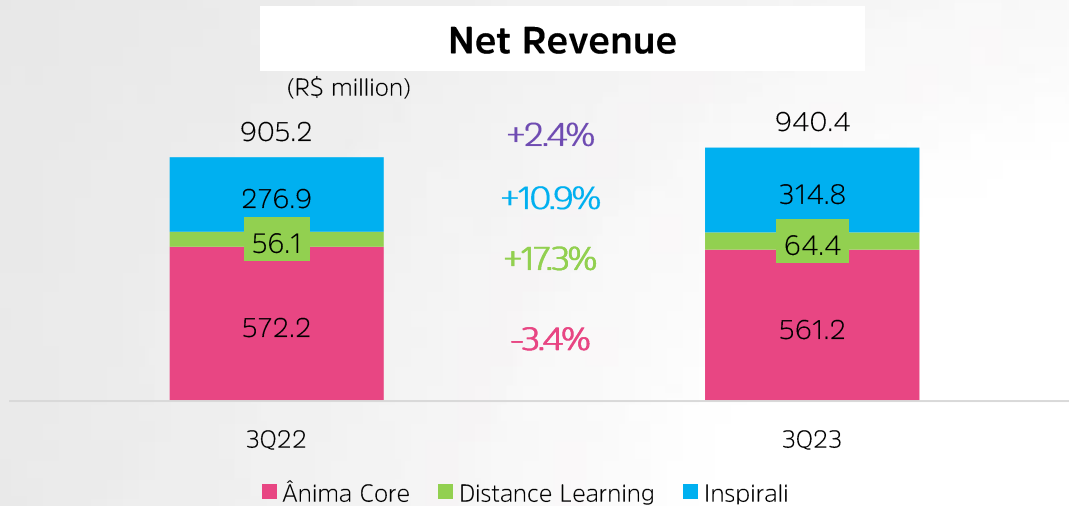 Net Revenue
(R$ million)
905.2
+2.4%
940.4
276.9
+10.9%
314.8
56.1
+17.3%
64.4
572.2
-3.4%
561.2
3Q22
3Q23
Ânima Core
Distance Learning
Inspirali